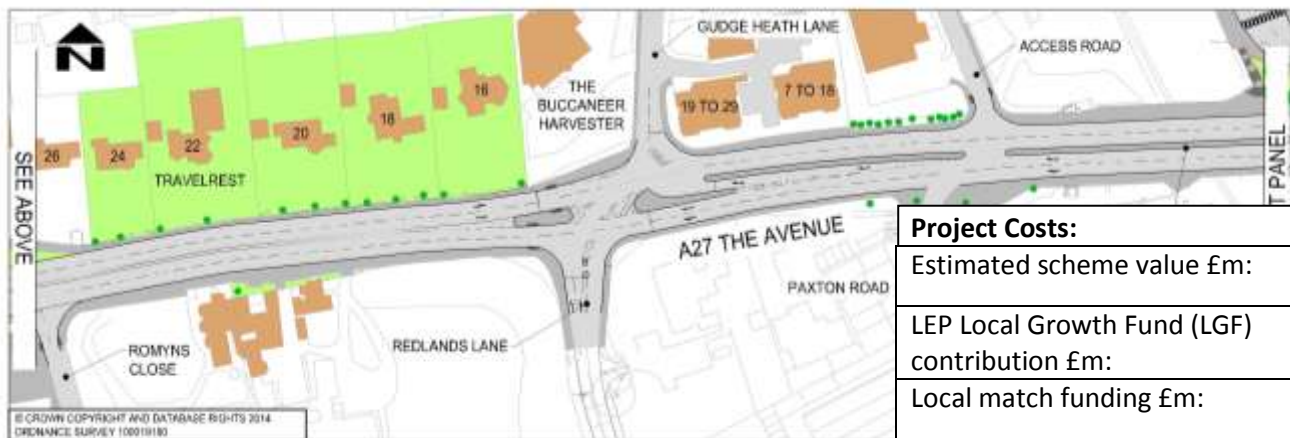 N
GUDGE HEATH LANE
ACCESS ROAD
THE
BUCCANEER
HARVESTER
19 TO 29
7 TO 18
16
18
20
22
24
26
TRAVELREST
SEE ABOVE
T PANEL
A27 THE AVENUE
PAXTON ROAD
REDLANDS LANE
ROMYNS
CLOSE
© CROWN COPYRIGHT AND DATABASE RIGHTS 2014
ORDNANCE SURVEY 100019180
Project Costs:
Estimated scheme value £m:
LEP Local Growth Fund (LGF)
contribution £m:
Local match funding £m: